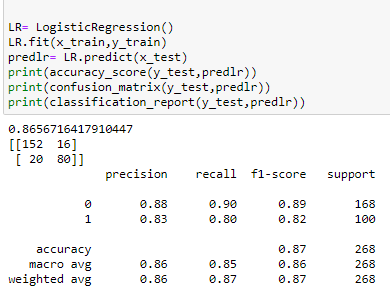 LR= LogisticRegression()
LR.fit(x_train,y_train)
predlr= LR.predict(x_test)
print(accuracy_score(y_test,predlr))
print(confusion_matrix(y_test,predlr))
print(classification_report(y_test,predlr))
0.8656716417910447
[[152  16]
 [ 20  80]]
              precision    recall  f1-score   support
           0       0.88      0.90      0.89       168
           1       0.83      0.80      0.82       100
    accuracy                           0.87       268
   macro avg       0.86      0.85      0.86       268
weighted avg       0.86      0.87      0.87       268